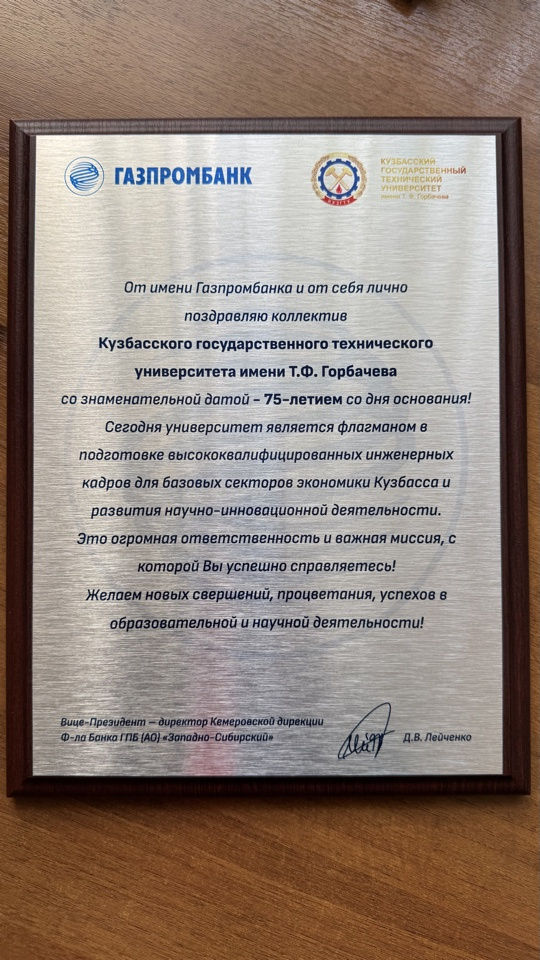 ГАЗПРОМБАНК
КУЗБАССКИЙ
ГОСУДАРСТВЕННЫЙ
ТЕХНИЧЕСКИЙ
УНИВЕРСИТЕТ
имени Т. Ф. Горбачева
КУЗГТУ
От имени Газпромбанка и от себя лично
поздравляю коллектив
Кузбасского государственного технического
университета имени Т.Ф. Горбачева
со знаменательной датой – 75-летием со дня основания!
Сегодня университет является флагманом в
подготовке высококвалифицированных инженерных
кадров для базовых секторов экономики Кузбасса и
развития научно-инновационной деятельности.
Это огромная ответственность и важная миссия, с
которой Вы успешно справляетесь!
Желаем новых свершений, процветания, успехов в
образовательной и научной деятельности!
Вице-Президент – директор Кемеровской дирекции
Ф-ла Банка ГПБ (АО) «Западно-Сибирский»
Д.В. Лейченко